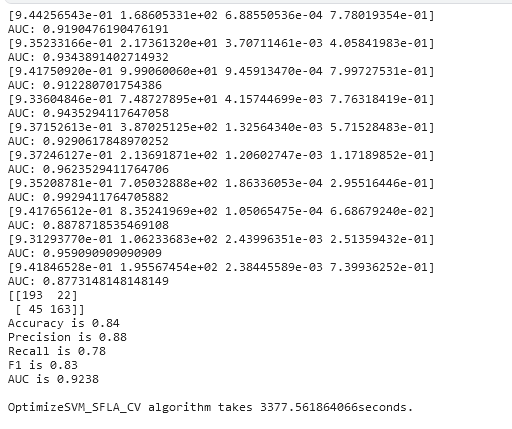 [9.44256543e-01 1.68605331e+02 6.88550536e-04 7.78019354e-01]
AUC: 0.9190476190476191
[9.35233166e-01 2.17361320e+01 3.70711461e-03 4.05841983e-01]
AUC: 0.9343891402714932
[9.41750920e-01 9.99060060e+01 9.45913470e-04 7.99727531e-01]
AUC: 0.912280701754386
[9.33604846e-01 7.48727895e+01 4.15744699e-03 7.76318419e-01]
AUC: 0.9435294117647058
[9.37152613e-01 3.87025125e+02 1.32564340e-03 5.71528483e-01]
AUC: 0.9290617848970252
[9.37246127e-01 2.13691871e+02 1.20602747e-03 1.17189852e-01]
AUC: 0.9623529411764706
[9.35208781e-01 7.05032888e+02 1.86336053e-04 2.95516446e-01]
AUC: 0.9929411764705882
[9.41765612e-01 8.35241969e+02 1.05065475e-04 6.68679240e-02]
AUC: 0.8878718535469108
[9.31293770e-01 1.06233683e+02 2.43996351e-03 2.51359432e-01]
AUC: 0.959090909090909
[9.41846528e-01 1.95567454e+02 2.38445589e-03 7.39936252e-01]
AUC: 0.8773148148148149
[[193  22]
 [ 45 163]]
Accuracy is 0.84
Precision is 0.88
Recall is 0.78
F1 is 0.83
AUC is 0.9238
OptimizeSVM_SFLA_CV algorithm takes 3377.561864066seconds.